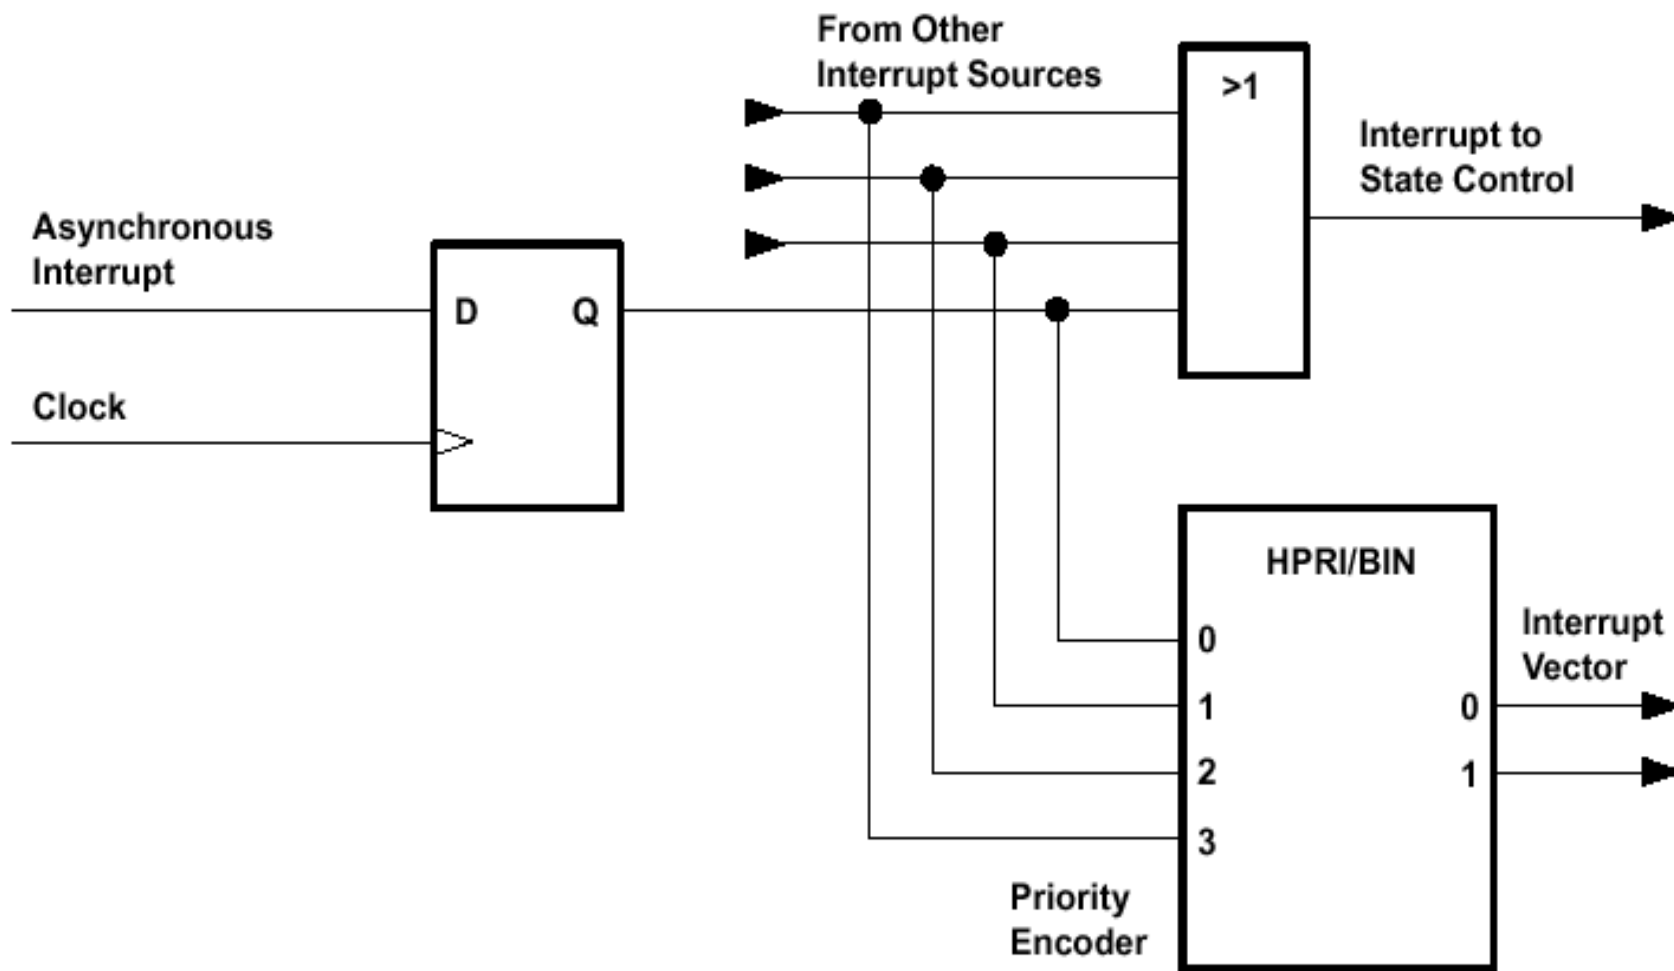 From Other
Interrupt Sources
>1
Interrupt to
State Control
Asynchronous
Interrupt
D Q
Clock
HPRI/BIN
0
1
2
3
Interrupt
Vector
0
1
Priority
Encoder